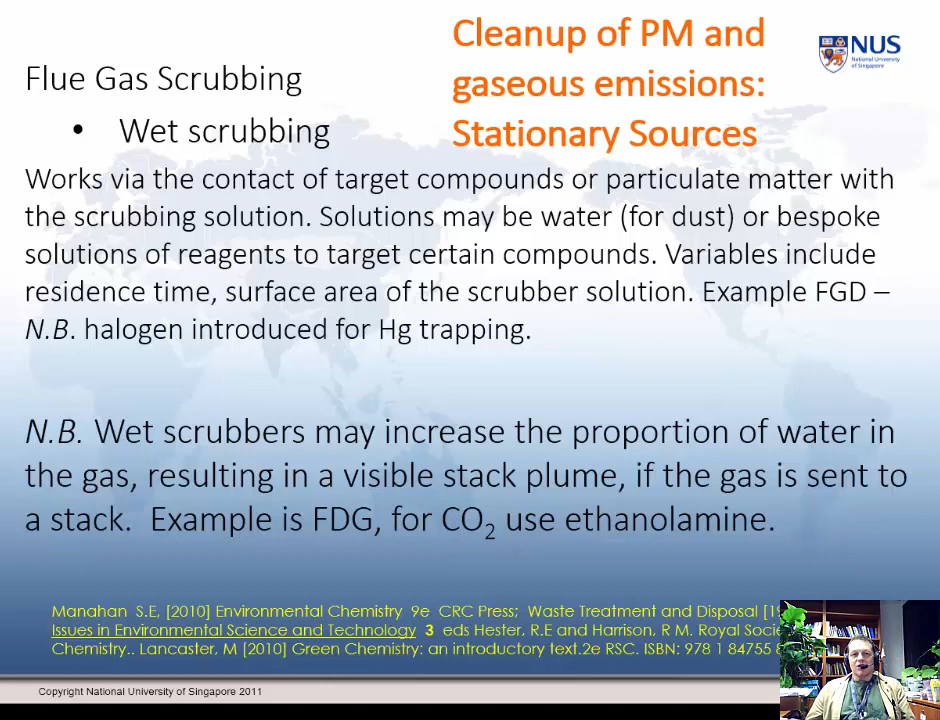 Cleanup of PM and
gaseous emissions:
Stationary Sources
NUS
National University
of Singapore
Flue Gas Scrubbing
• Wet scrubbing
Works via the contact of target compounds or particulate matter with
the scrubbing solution. Solutions may be water (for dust) or bespoke
solutions of reagents to target certain compounds. Variables include
residence time, surface area of the scrubber solution. Example FGD –
N.B. halogen introduced for Hg trapping.
N.B. Wet scrubbers may increase the proportion of water in
the gas, resulting in a visible stack plume, if the gas is sent to
a stack. Example is FDG, for CO2 use ethanolamine.
Manahan S.E, [2010] Environmental Chemistry 9e CRC Press; Waste Treatment and Disposal
Issues in Environmental Science and Technology 3 eds Hester, R.E and Harrison, R M. Royal
Chemistry.. Lancaster, M [2010] Green Chemistry: an introductory text.2e RSC. ISBN: 978 1 84755
Copyright National University of Singapore 2011